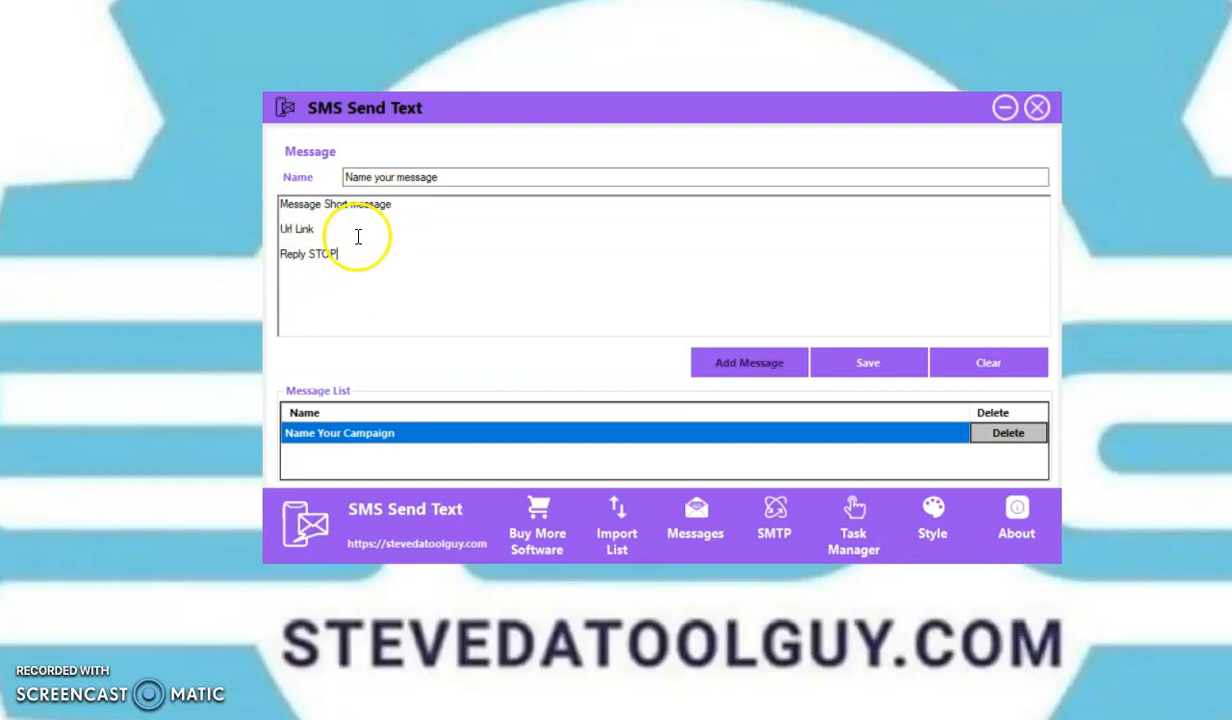 SMS Send Text
Message
Name Name your message
Message Short message
Url Link
Reply STOP
Add Message Save Clear
Message List
Name Delete
Name Your Campaign Delete
SMS Send Text
https://stevedatoolguy.com
Buy More
Software
Import
List
Messages
SMTP
Task
Manager
Style
About
STEVEDATOOLGUY.COM
RECORDED WITH
SCREENCAST MATIC